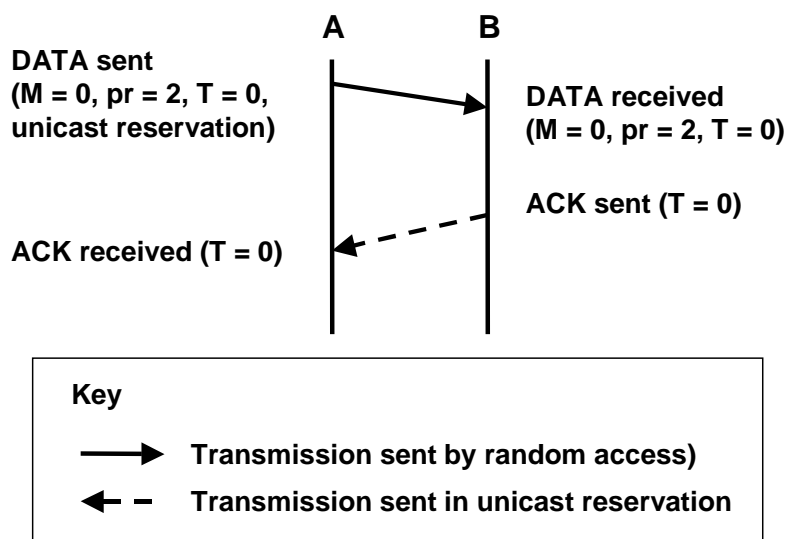 A B
DATA sent
(M = 0, pr = 2, T = 0,
unicast reservation)
DATA received
(M = 0, pr = 2, T = 0)
ACK sent (T = 0)
ACK received (T = 0)
Key
Transmission sent by random access)
Transmission sent in unicast reservation